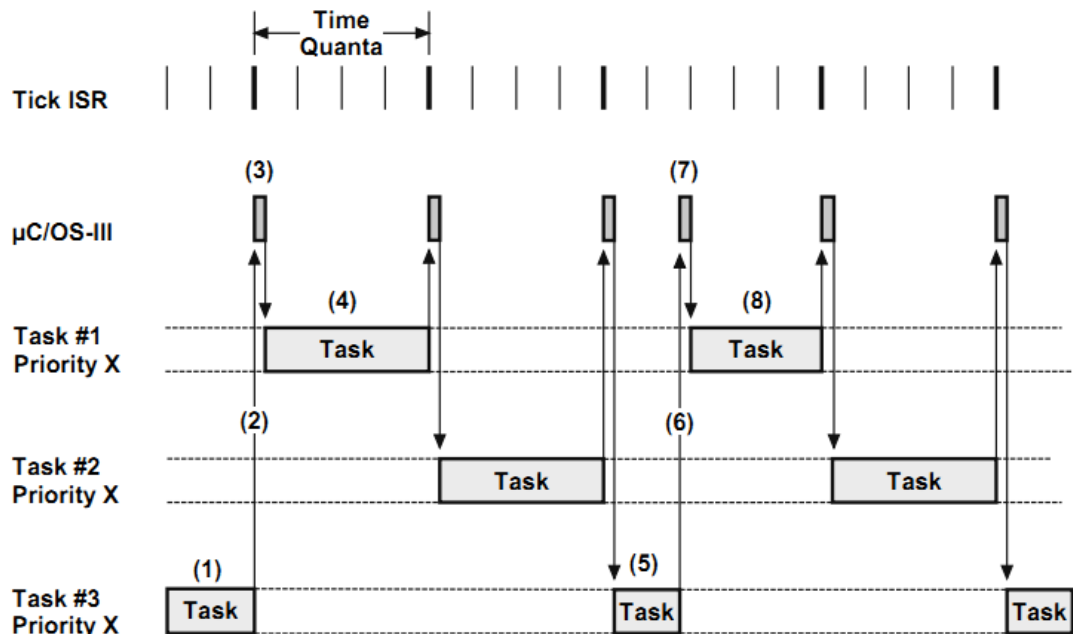 Time
Quanta
Tick ISR
(3)
(7)
µC/OS-III
(4)
(8)
Task #1
Priority X
Task
Task
(2)
(6)
Task #2
Priority X
Task
Task
(1)
(5)
Task #3
Priority X
Task
Task
Task